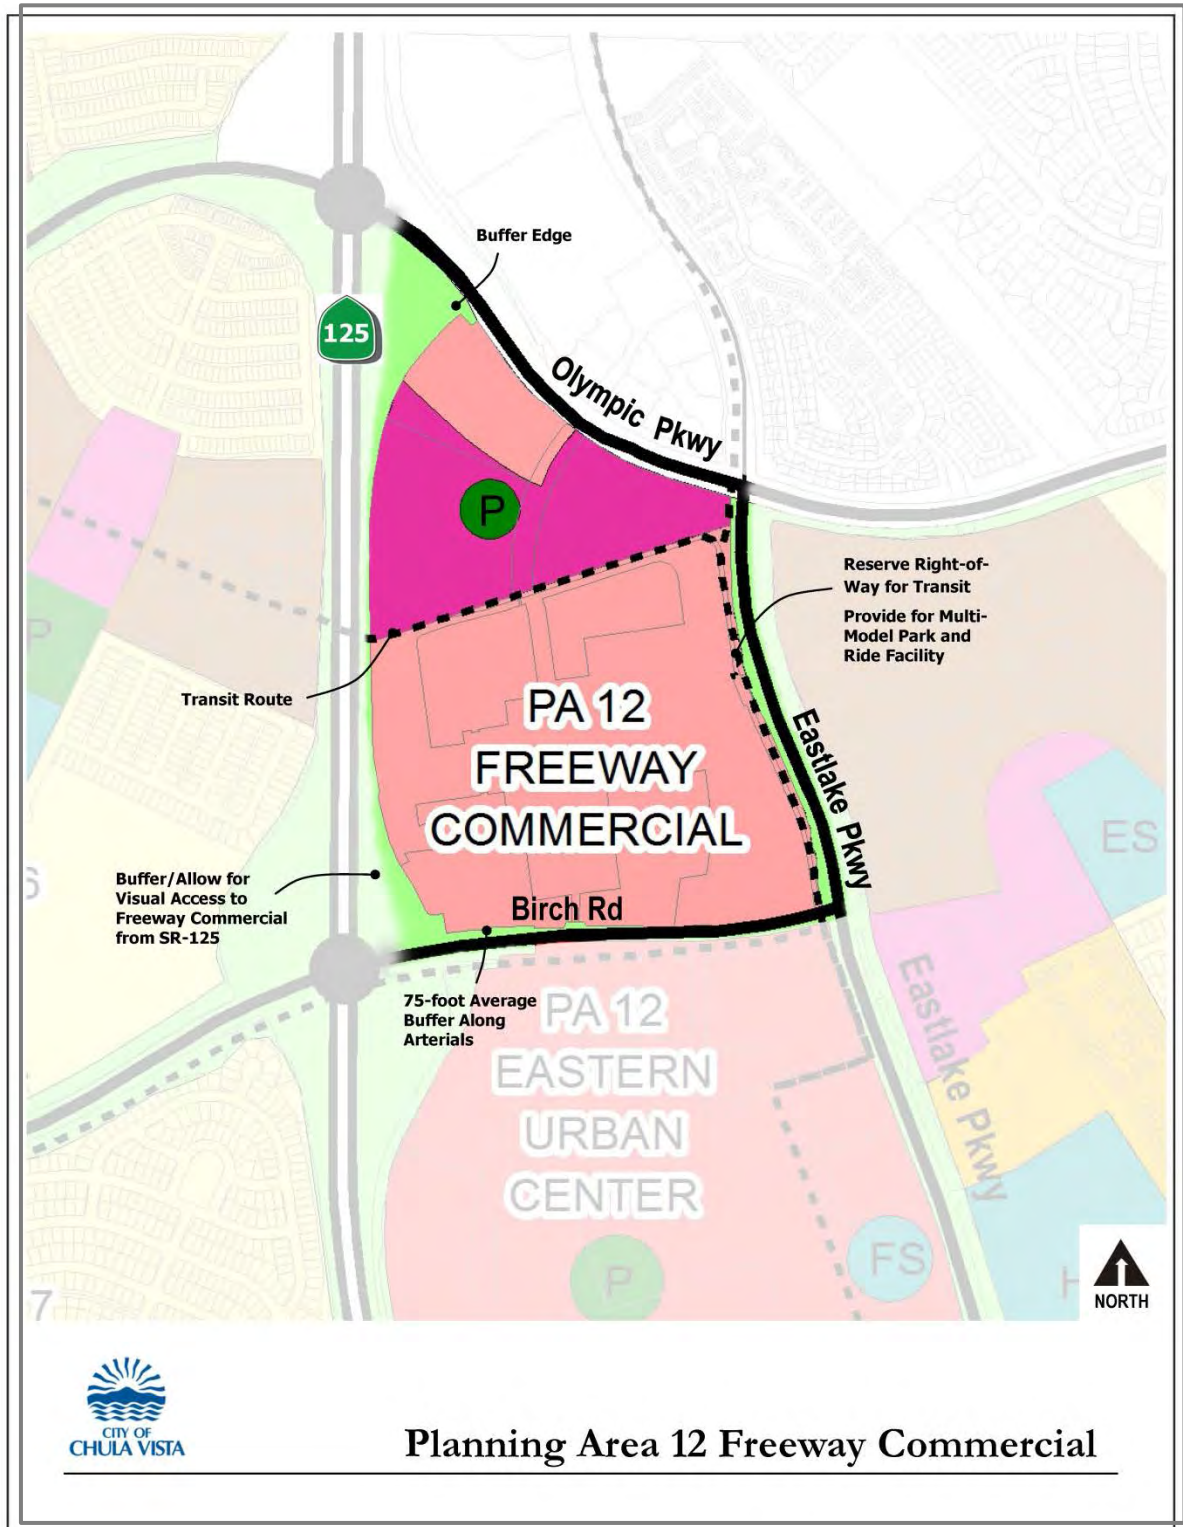 Buffer Edge
125
Olympic Pkwy
P
Reserve Right-of-
Way for Transit
Provide for Multi-
Model Park and
Ride Facility
P
Transit Route
PA 12
FREEWAY
COMMERCIAL
Eastlake Pkwy
ES
6
Buffer/Allow for
Visual Access to
Freeway Commercial
from SR-125
Birch Rd
75-foot Average
Buffer Along
Arterials
PA 12
EASTERN
URBAN
CENTER
Eastlake Pkwy
P
FS
H
7
NORTH
CITY OF
CHULA VISTA
Planning Area 12 Freeway Commercial